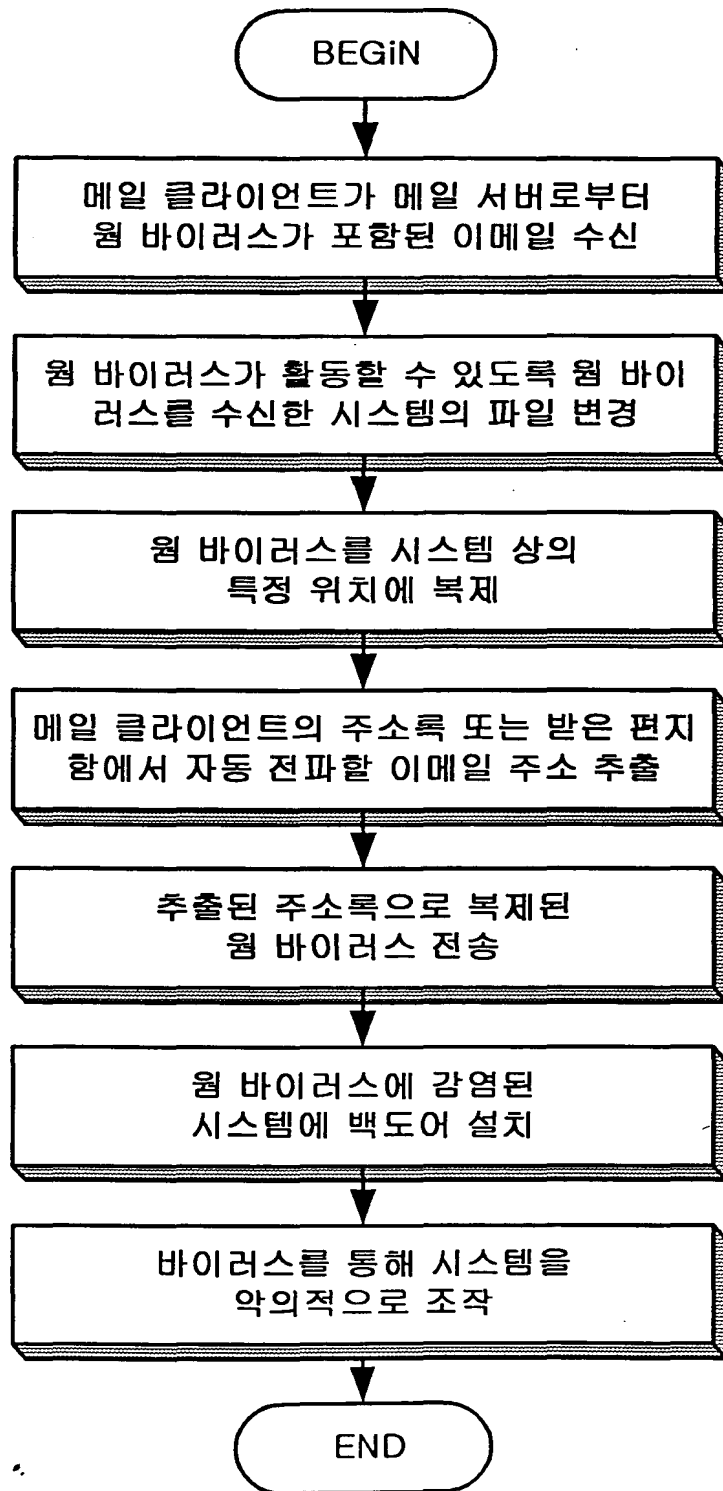 BEGiN
메일 클라이언트가 메일 서버로부터
웜 바이러스가 포함된 이메일 수신
웜 바이러스가 활동할 수 있도록 웜 바이
러스를 수신한 시스템의 파일 변경
웜 바이러스를 시스템 상의
특정 위치에 복제
메일 클라이언트의 주소록 또는 받은 편지
함에서 자동 전파할 이메일 주소 추출
추출된 주소록으로 복제된
웜 바이러스 전송
웜 바이러스에 감염된
시스템에 백도어 설치
바이러스를 통해 시스템을
악의적으로 조작
END